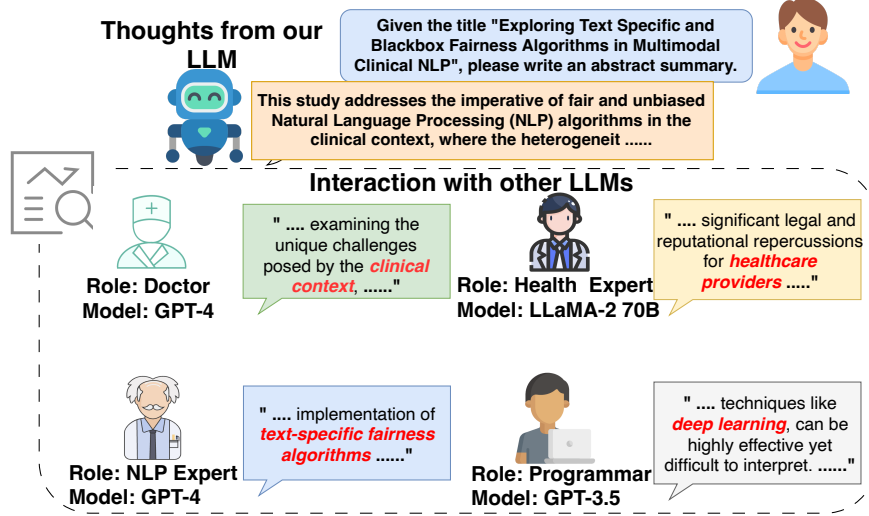 Thoughts from our
LLM
Given the title "Exploring Text Specific and
Blackbox Fairness Algorithms in Multimodal
Clinical NLP", please write an abstract summary.
This study addresses the imperative of fair and unbiased
Natural Language Processing (NLP) algorithms in the
clinical context, where the heterogeneit ......
Interaction with other LLMs
" .... examining the
unique challenges
posed by the clinical
context, ......"
Role: Doctor
Model: GPT-4
" .... significant legal and
reputational repercussions
for healthcare
providers ....."
Role: Health Expert
Model: LLaMA-2 70B
" .... implementation of
text-specific fairness
algorithms ......"
Role: NLP Expert
Model: GPT-4
" .... techniques like
deep learning, can be
highly effective yet
difficult to interpret. ......"
Role: Programmar
Model: GPT-3.5